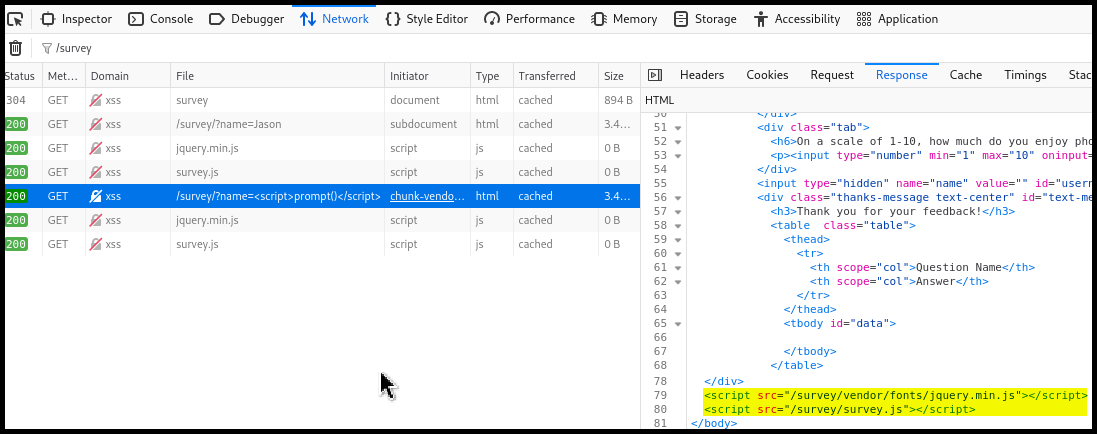 Inspector Console Debugger Network Style Editor Performance Memory Storage Accessibility Application
/survey
Status Met... Domain File Initiator Type Transferred Size
304 GET xss survey document html cached 894 B
200 GET xss /survey/?name=Jason subdocument html cached 3.4...
200 GET xss jquery.min.js script js cached 0 B
200 GET xss survey.js script js cached 0 B
200 GET xss /survey/?name=<script>prompt()</script> chunk-vendo... html cached 3.4...
200 GET xss jquery.min.js script js cached 0 B
200 GET xss survey.js script js cached 0 B
Headers Cookies Request Response Cache Timings Stac
HTML
50 </div>
51 <div class="tab">
52 <h6>On a scale of 1-10, how much do you enjoy pho
53 <p><input type="number" min="1" max="10" oninput=
54 </div>
55 <input type="hidden" name="name" value="" id="usern
56 <div class="thanks-message text-center" id="text-me
57 <h3>Thank you for your feedback!</h3>
58 <table class="table">
59 <thead>
60 <tr>
61 <th scope="col">Question Name</th>
62 <th scope="col">Answer</th>
63 </tr>
64 </thead>
65 <tbody id="data">
66
67 </tbody>
68 </table>
78 </div>
79 <script src="/survey/vendor/fonts/jquery.min.js"></script>
80 <script src="/survey/survey.js"></script>
81 </body>